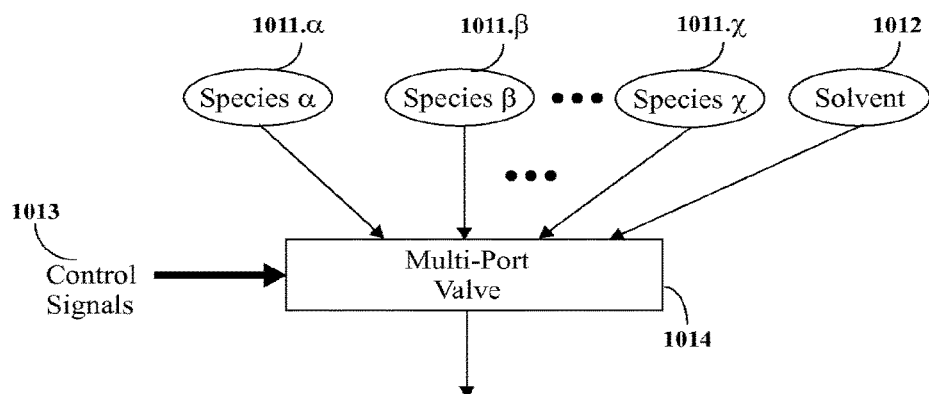 1011.α
1011.β
1011.χ
1012
Species α
Species β
Species χ
Solvent
1013
Control
Signals
Multi-Port
Valve
1014